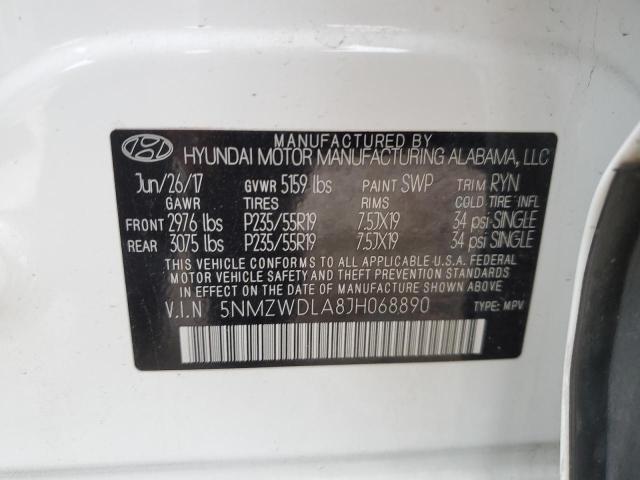 MANUFACTURED BY
HYUNDAI MOTOR MANUFACTURING ALABAMA, LLC
Jun/26/17 GVWR 5159 lbs PAINT SWP TRIM RYN
GAWR TIRES RIMS COLD TIRE INFL
FRONT 2976 lbs P235/55R19 7.5JX19 34 psi SINGLE
REAR 3075 lbs P235/55R19 7.5JX19 34 psi SINGLE
THIS VEHICLE CONFORMS TO ALL APPLICABLE U.S.A. FEDERAL
MOTOR VEHICLE SAFETY AND THEFT PREVENTION STANDARDS
IN EFFECT ON THE DATE OF MANUFACTURE SHOWN ABOVE.
V.I.N 5NMZWDLA8JH068890 TYPE: MPV